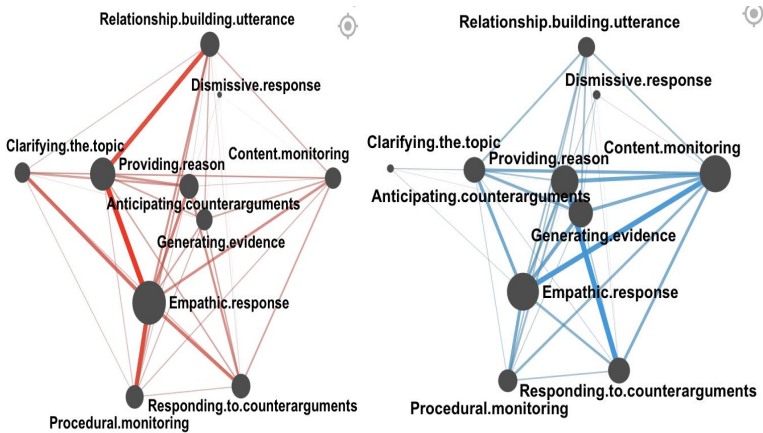 Relationship.building.utterance
Dismissive.response
Clarifying.the.topic
Providing.reason
Content.monitoring
Anticipating.counterarguments
Generating.evidence
Empathic.response
Responding.to.counterarguments
Procedural.monitoring
Relationship.building.utterance
Dismissive.response
Clarifying.the.topic
Content.monitoring
Providing.reason
Anticipating.counterarguments
Generating.evidence
Empathic.response
Responding.to.counterarguments
Procedural.monitoring